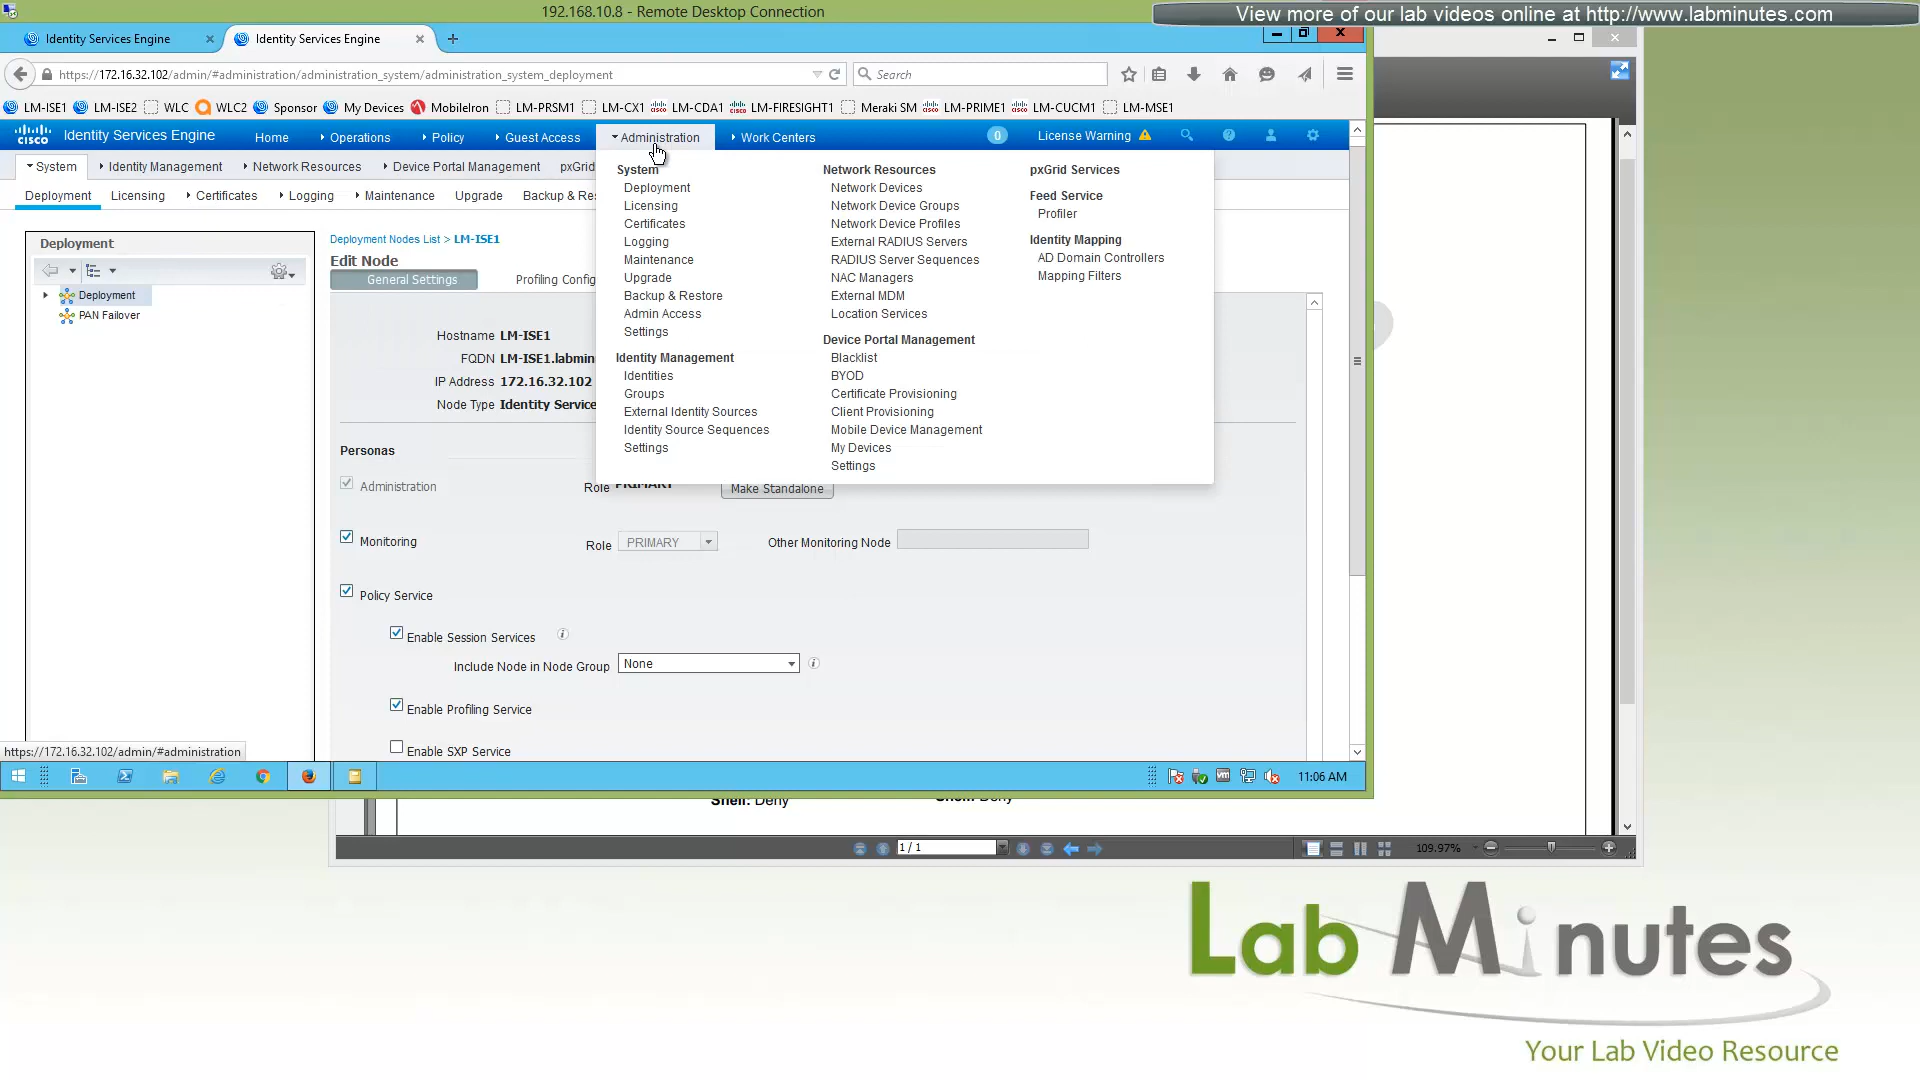 192.168.10.8 - Remote Desktop Connection
View more of our lab videos online at http://www.labminutes.com
Identity Services Engine
Identity Services Engine
https://172.16.32.102/admin/#administration/administration_system/administration_system_deployment
Search
LM-ISE1 LM-ISE2 WLC WLC2 Sponsor My Devices MobileIron LM-PRSM1 LM-CX1 LM-CDA1 LM-FIRESIGHT1 Meraki SM LM-PRIME1 LM-CUCM1 LM-MSE1
cisco Identity Services Engine Home Operations Policy Guest Access Administration Work Centers 0 License Warning
System Identity Management Network Resources Device Portal Management pxGrid
Deployment Licensing Certificates Logging Maintenance Upgrade Backup & Res
System
Deployment
Licensing
Certificates
Logging
Maintenance
Upgrade
Backup & Restore
Admin Access
Settings
Identity Management
Identities
Groups
External Identity Sources
Identity Source Sequences
Settings
Network Resources
Network Devices
Network Device Groups
Network Device Profiles
External RADIUS Servers
RADIUS Server Sequences
NAC Managers
External MDM
Location Services
Device Portal Management
Blacklist
BYOD
Certificate Provisioning
Client Provisioning
Mobile Device Management
My Devices
Settings
pxGrid Services
Feed Service
Profiler
Identity Mapping
AD Domain Controllers
Mapping Filters
Deployment
Deployment
PAN Failover
Deployment Nodes List > LM-ISE1
Edit Node
General Settings Profiling Config
Hostname LM-ISE1
FQDN LM-ISE1.labmin
IP Address 172.16.32.102
Node Type Identity Service
Personas
Administration Role PRIMARY Make Standalone
Monitoring Role PRIMARY Other Monitoring Node
Policy Service
Enable Session Services
Include Node in Node Group None
Enable Profiling Service
Enable SXP Service
https://172.16.32.102/admin/#administration
11:06 AM
Shell: Deny Shell: Deny
1 / 1
109.97%
Lab Minutes
Your Lab Video Resource